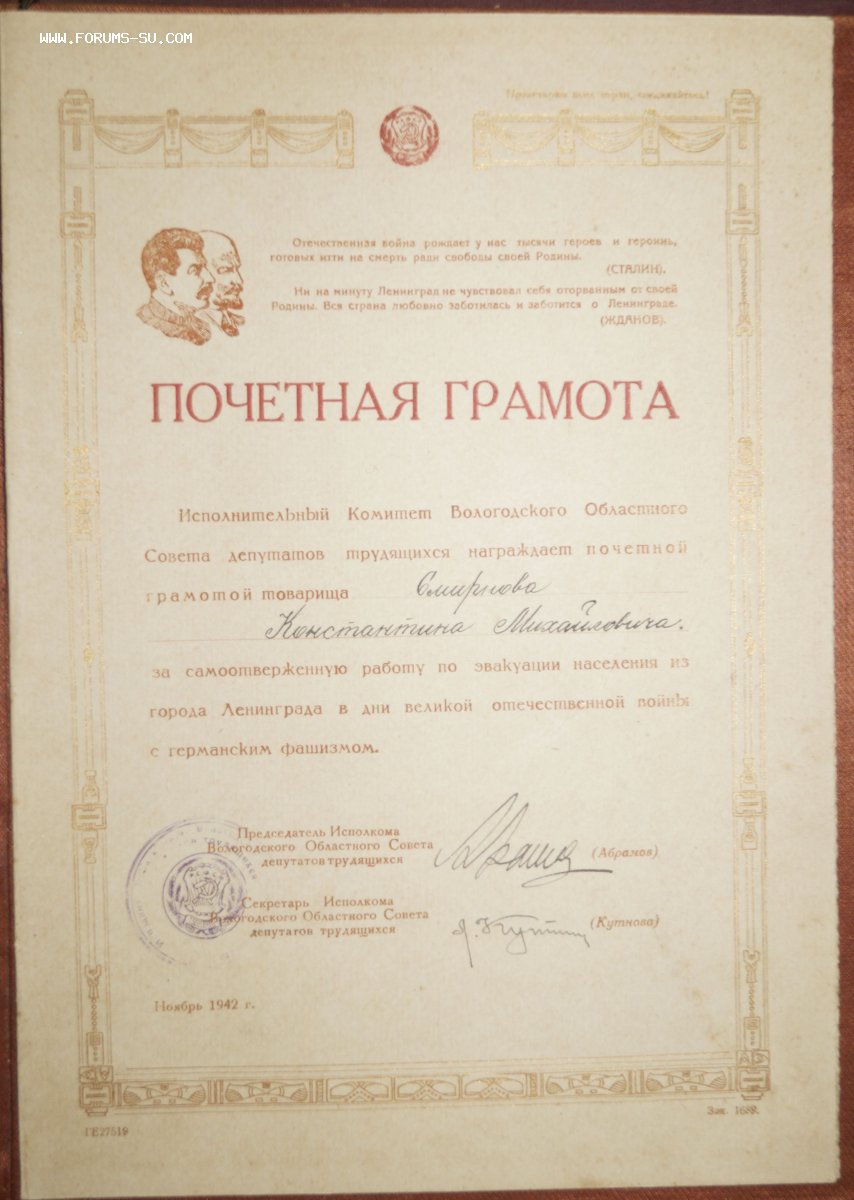 WWW.FORUMS-SU.COM
Пролетарии всех стран, соединяйтесь!
Отечественная война рождает у нас тысячи героев и героинь,
готовых итти на смерть ради свободы своей Родины.
(СТАЛИН).
Ни на минуту Ленинград не чувствовал себя оторванным от своей
Родины. Вся страна любовно заботилась и заботится о Ленинграде.
(ЖДАНОВ).
ПОЧЕТНАЯ ГРАМОТА
Исполнительный Комитет Вологодского Областного
Совета депутатов трудящихся награждает почетной
грамотой товарища Смирнова
Константина Михайловича.
за самоотверженную работу по эвакуации населения из
города Ленинграда в дни великой отечественной войны
с германским фашизмом.
Председатель Исполкома
Вологодского Областного Совета
депутатов трудящихся
(Абрамов)
Секретарь Исполкома
Вологодского Областного Совета
депутатов трудящихся
(Кутнова)
Ноябрь 1942 г.
Зак. 1689.
ГЕ27519